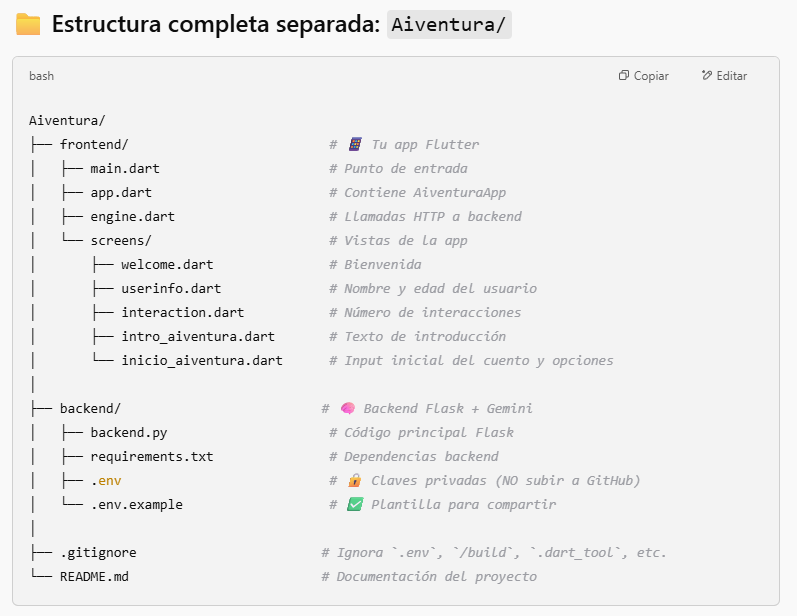 📁 Estructura completa separada: Aiventura/
bash
Copiar Editar
Aiventura/
├── frontend/ # 📱 Tu app Flutter
│ ├── main.dart # Punto de entrada
│ ├── app.dart # Contiene AiventuraApp
│ ├── engine.dart # Llamadas HTTP a backend
│ └── screens/ # Vistas de la app
│ ├── welcome.dart # Bienvenida
│ ├── userinfo.dart # Nombre y edad del usuario
│ ├── interaction.dart # Número de interacciones
│ ├── intro_aiventura.dart # Texto de introducción
│ └── inicio_aiventura.dart # Input inicial del cuento y opciones
│
├── backend/ # 🧠 Backend Flask + Gemini
│ ├── backend.py # Código principal Flask
│ ├── requirements.txt # Dependencias backend
│ ├── .env # 🔒 Claves privadas (NO subir a GitHub)
│ └── .env.example # ✅ Plantilla para compartir
│
├── .gitignore # Ignora `.env`, `/build`, `.dart_tool`, etc.
└── README.md # Documentación del proyecto